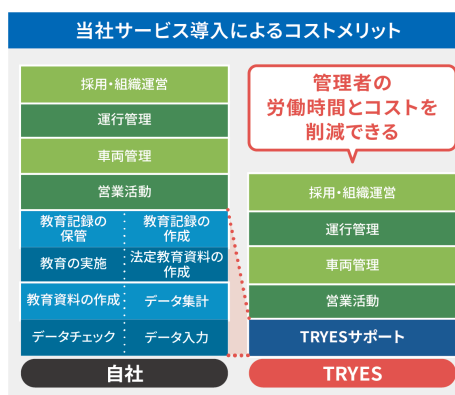 当社サービス導入によるコストメリット
採用・組織運営
運行管理
車両管理
営業活動
教育記録の
保管
教育記録の
作成
教育の実施
法定教育資料の
作成
教育資料の作成
データ集計
データチェック
データ入力
自社
管理者の
労働時間とコストを
削減できる
採用・組織運営
運行管理
車両管理
営業活動
TRYESサポート
TRYES